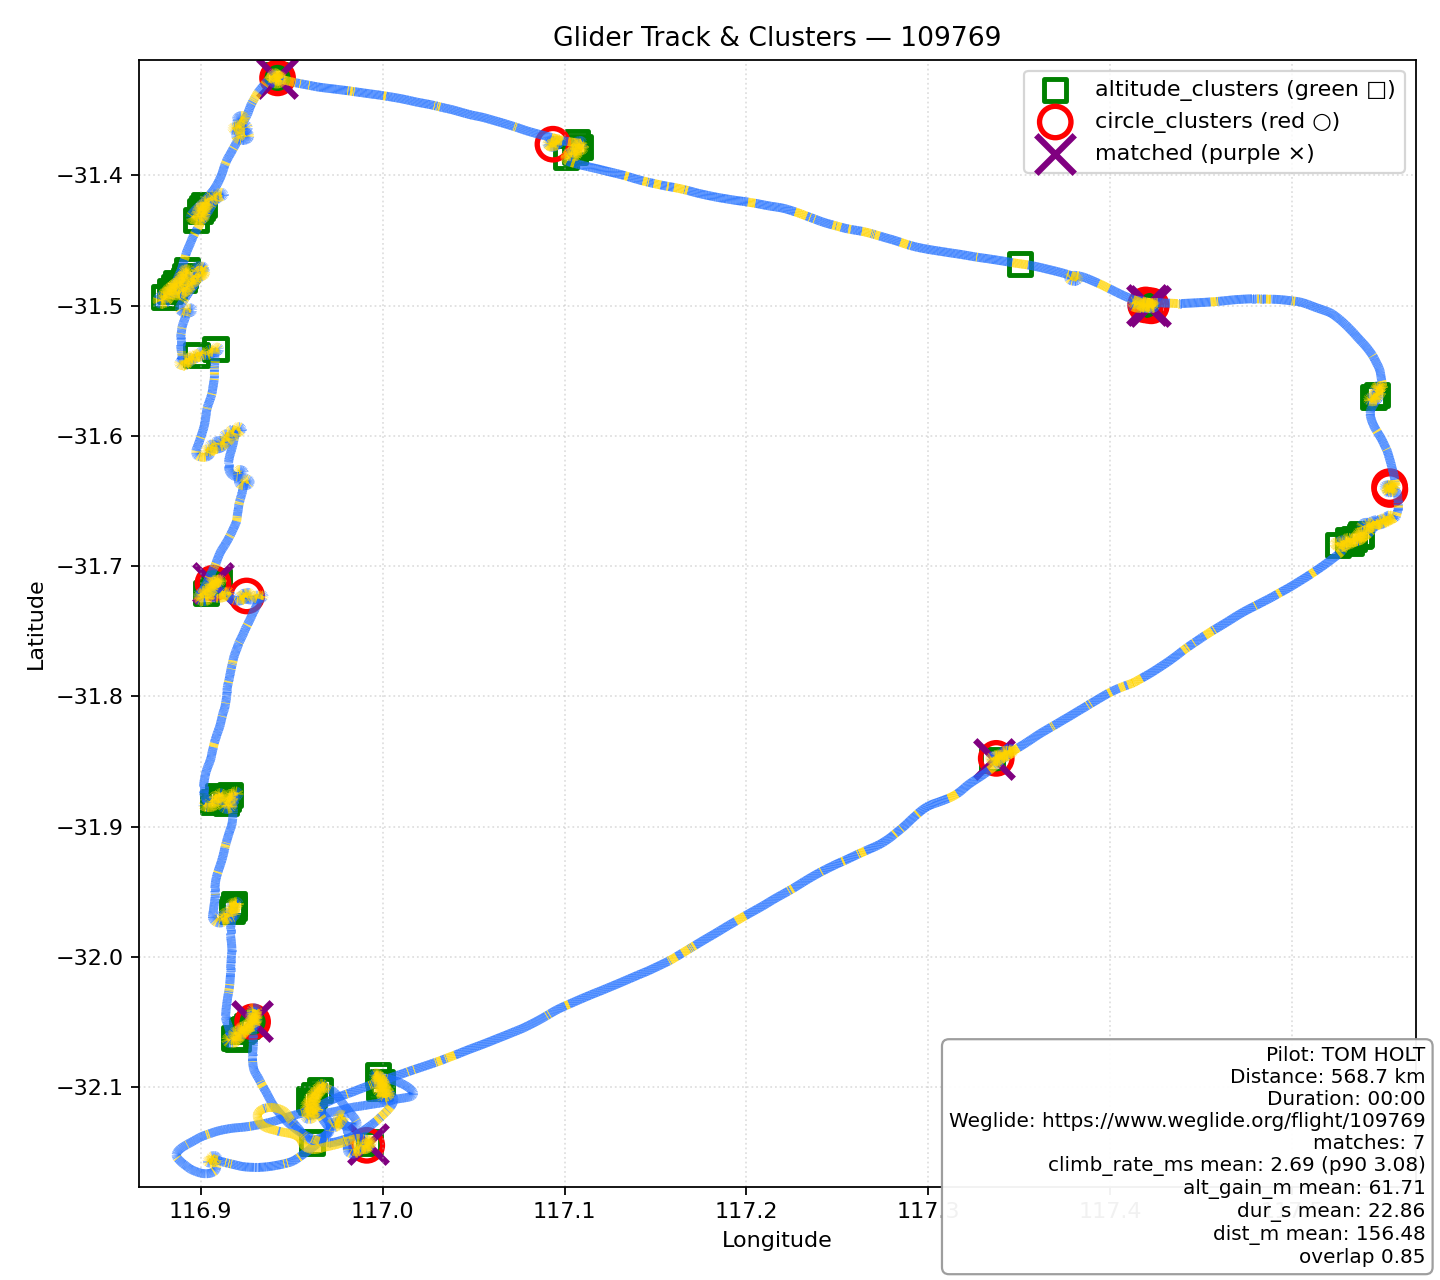 Glider Track & Clusters — 109769
altitude_clusters (green □)
circle_clusters (red ○)
matched (purple ×)
Latitude
−31.4
−31.5
−31.6
−31.7
−31.8
−31.9
−32.0
−32.1
116.9
117.0
117.1
117.2
117.3
117.4
Longitude
Pilot: TOM HOLT
Distance: 568.7 km
Duration: 00:00
Weglide: https://www.weglide.org/flight/109769
matches: 7
climb_rate_ms mean: 2.69 (p90 3.08)
alt_gain_m mean: 61.71
dur_s mean: 22.86
dist_m mean: 156.48
overlap 0.85